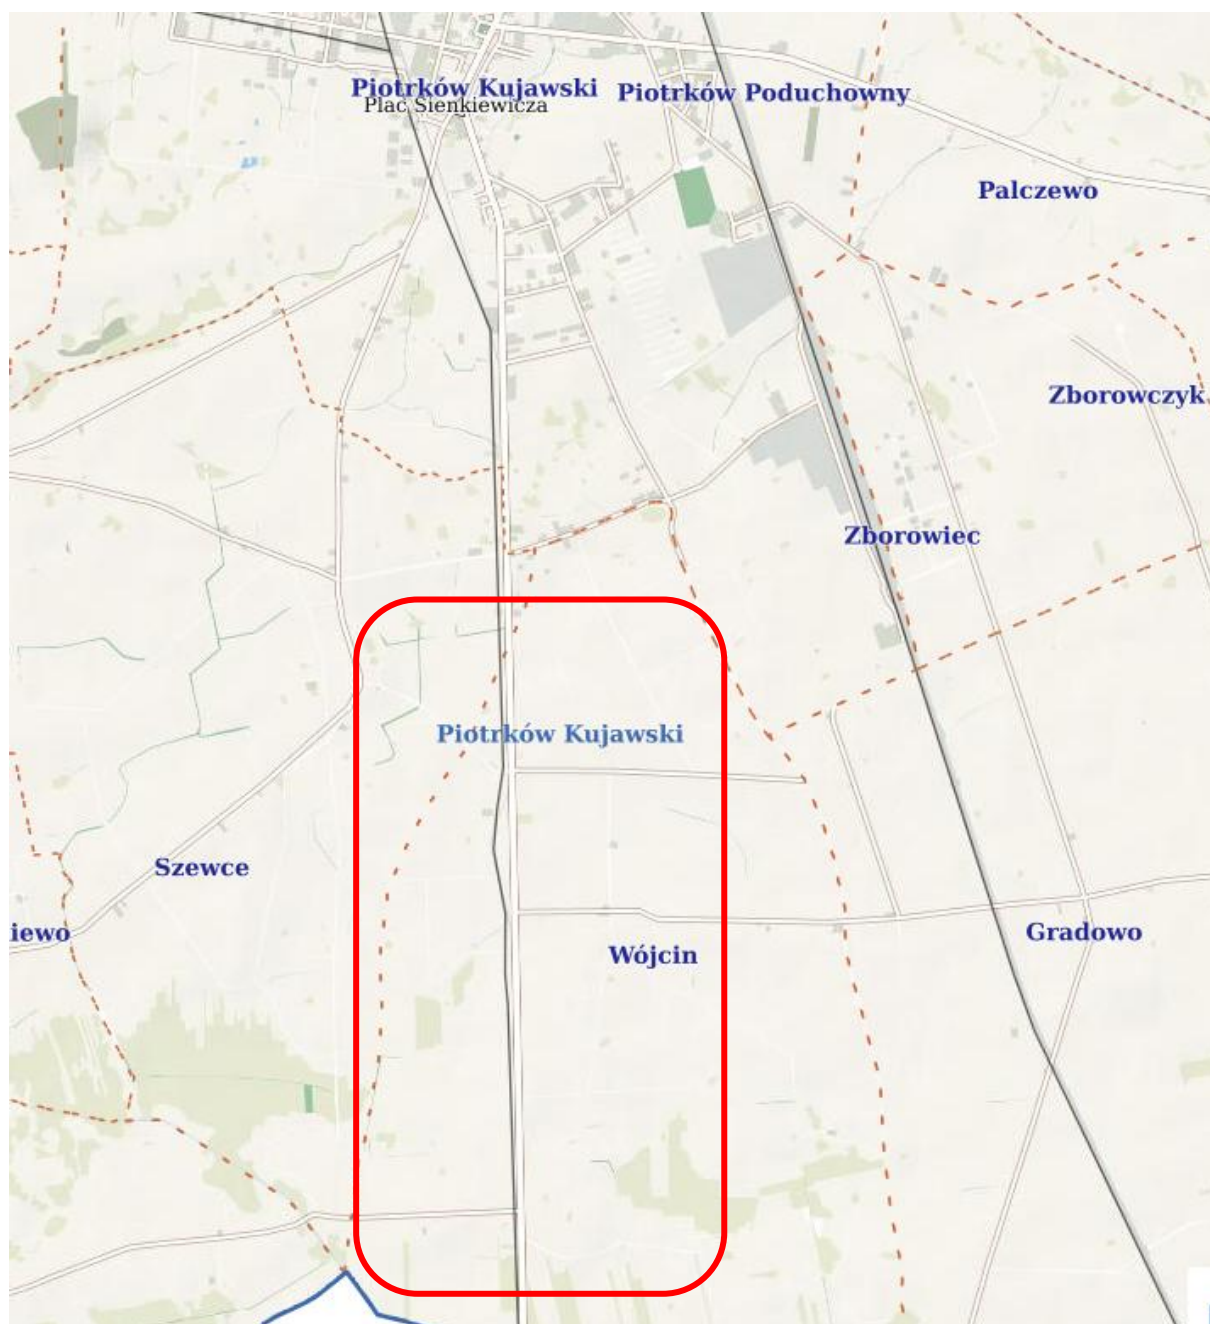 Piotrków Kujawski
Plac Sienkiewicza
Piotrków Poduchowny
Palczewo
Zborowczyk
Zborowiec
Piotrków Kujawski
Szewce
iewo
Gradowo
Wójcin